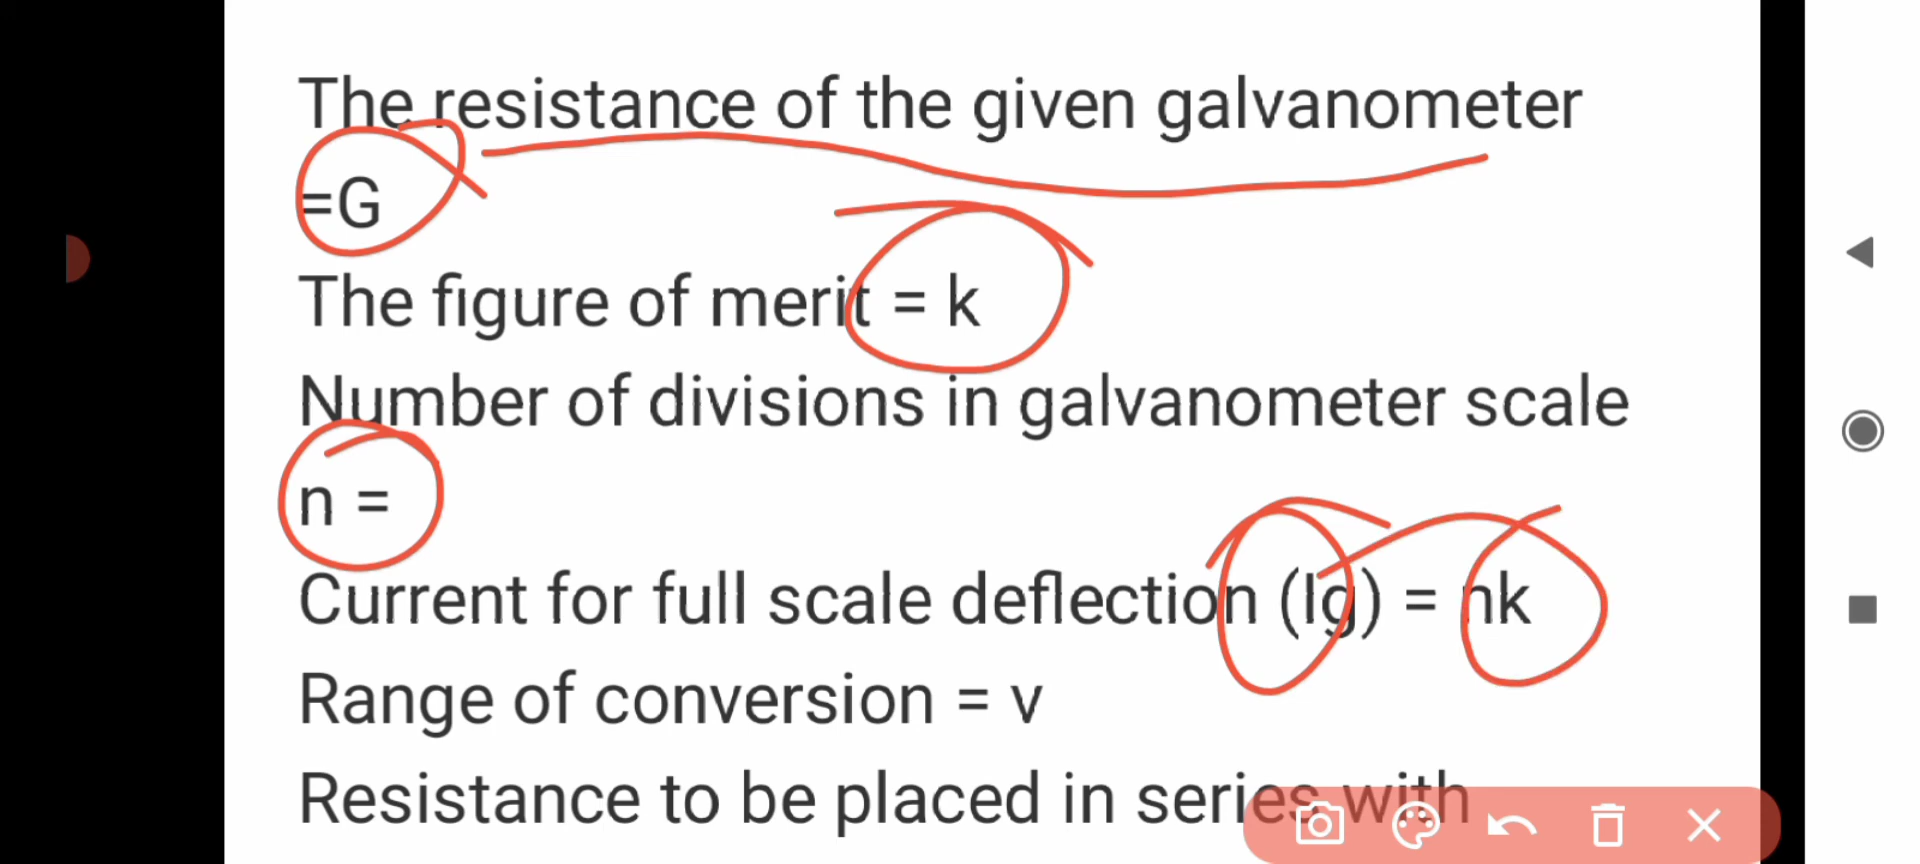 The resistance of the given galvanometer
=G
The figure of merit = k
Number of divisions in galvanometer scale
n =
Current for full scale deflection (Ig) = nk
Range of conversion = v
Resistance to be placed in series with